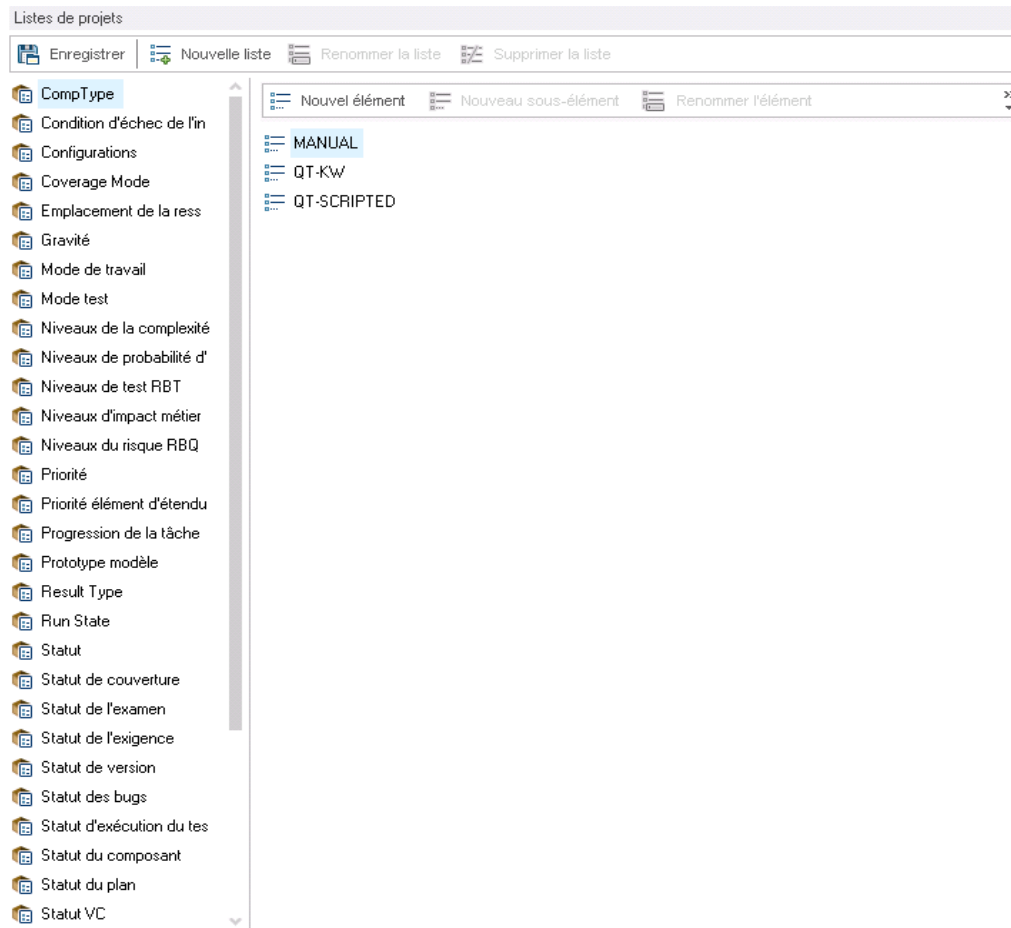 Listes de projets
Enregistrer Nouvelle liste Renommer la liste Supprimer la liste
CompType
Condition d'échec de l'in
Configurations
Coverage Mode
Emplacement de la ress
Gravité
Mode de travail
Mode test
Niveaux de la complexité
Niveaux de probabilité d'
Niveaux de test RBT
Niveaux d'impact métier
Niveaux du risque RBQ
Priorité
Priorité élément d'étendu
Progression de la tâche
Prototype modèle
Result Type
Run State
Statut
Statut de couverture
Statut de l'examen
Statut de l'exigence
Statut de version
Statut des bugs
Statut d'exécution du tes
Statut du composant
Statut du plan
Statut VC
Nouvel élément Nouveau sous-élément Renommer l'élément
MANUAL
QT-KW
QT-SCRIPTED